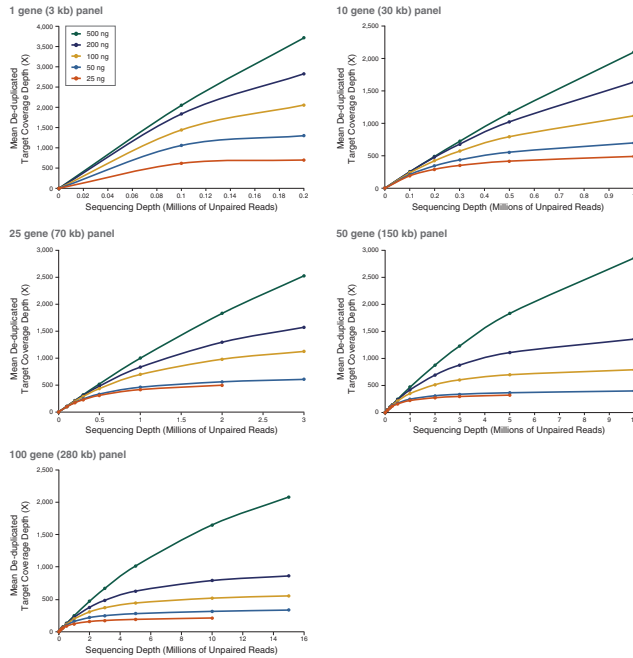 1 gene (3 kb) panel
Mean De-duplicated
Target Coverage Depth (X)
4,000
3,500
3,000
2,500
2,000
1,500
1,000
500
0
500 ng
200 ng
100 ng
50 ng
25 ng
0 0.02 0.04 0.06 0.08 0.1 0.12 0.14 0.16 0.18 0.2
Sequencing Depth (Millions of Unpaired Reads)
10 gene (30 kb) panel
Mean De-duplicated
Target Coverage Depth (X)
2,500
2,000
1,500
1,000
500
0
0 0.1 0.2 0.3 0.4 0.5 0.6 0.7 0.8 0.9
Sequencing Depth (Millions of Unpaired Reads)
25 gene (70 kb) panel
Mean De-duplicated
Target Coverage Depth (X)
3,000
2,500
2,000
1,500
1,000
500
0
0 0.5 1 1.5 2 2.5 3
Sequencing Depth (Millions of Unpaired Reads)
50 gene (150 kb) panel
Mean De-duplicated
Target Coverage Depth (X)
3,000
2,500
2,000
1,500
1,000
500
0
0 1 2 3 4 5 6 7 8 9
Sequencing Depth (Millions of Unpaired Reads)
100 gene (280 kb) panel
Mean De-duplicated
Target Coverage Depth (X)
2,500
2,000
1,500
1,000
500
0
0 2 4 6 8 10 12 14 16
Sequencing Depth (Millions of Unpaired Reads)